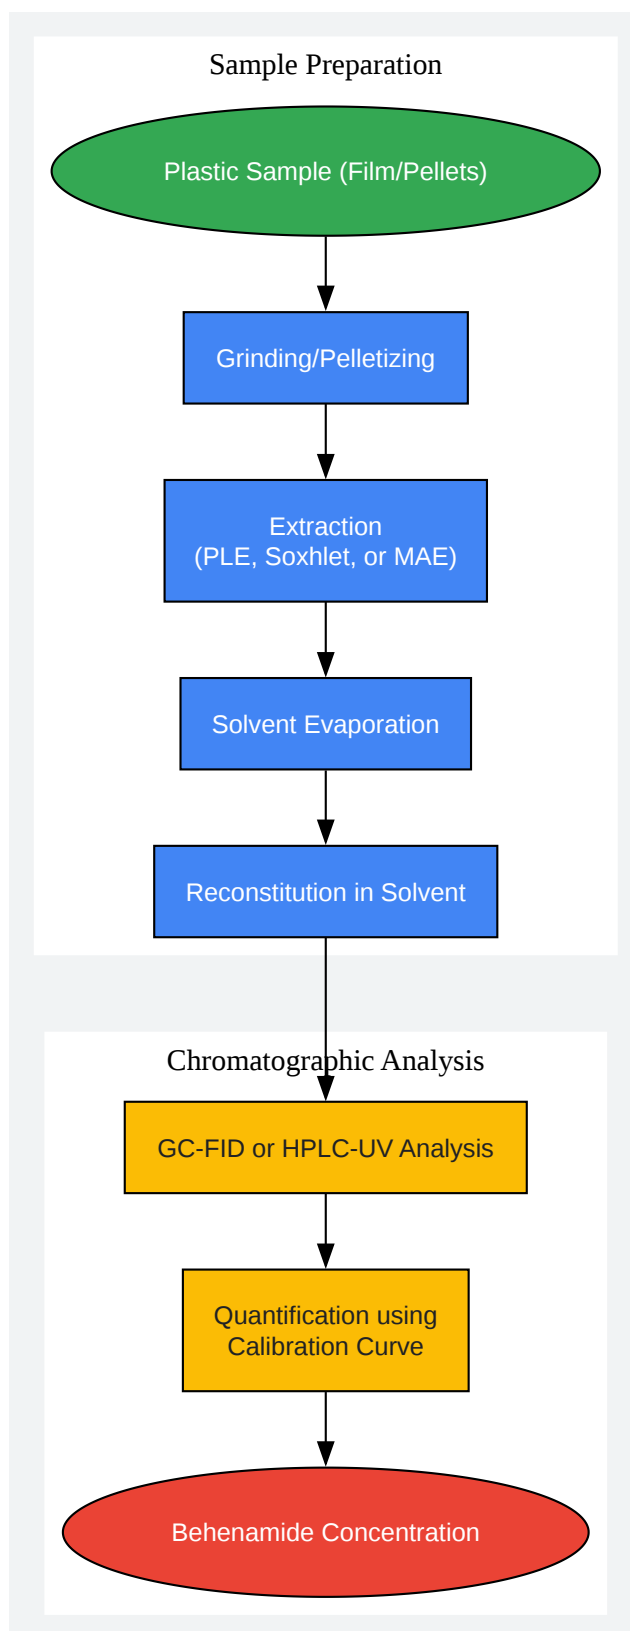 Sample Preparation
Plastic Sample (Film/Pellets)
Grinding/Pelletizing
Extraction
(PLE, Soxhlet, or MAE)
Solvent Evaporation
Reconstitution in Solvent
Chromatographic Analysis
GC-FID or HPLC-UV Analysis
Quantification using
Calibration Curve
Behenamide Concentration